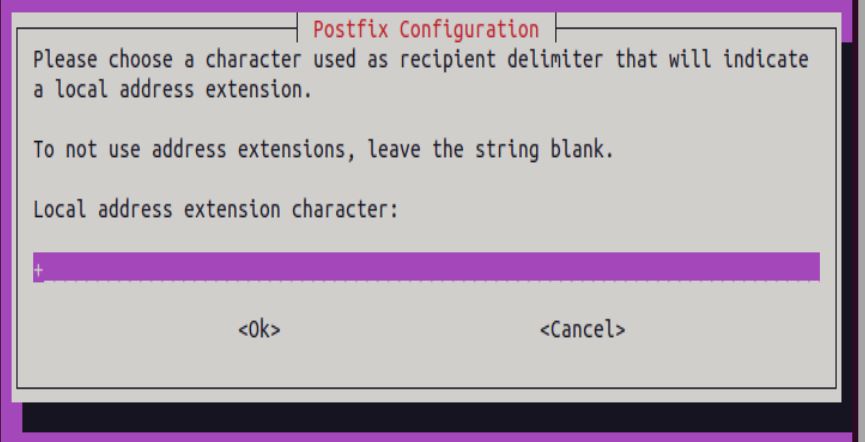 Postfix Configuration
Please choose a character used as recipient delimiter that will indicate
a local address extension.
To not use address extensions, leave the string blank.
Local address extension character:
+
<Ok> <Cancel>